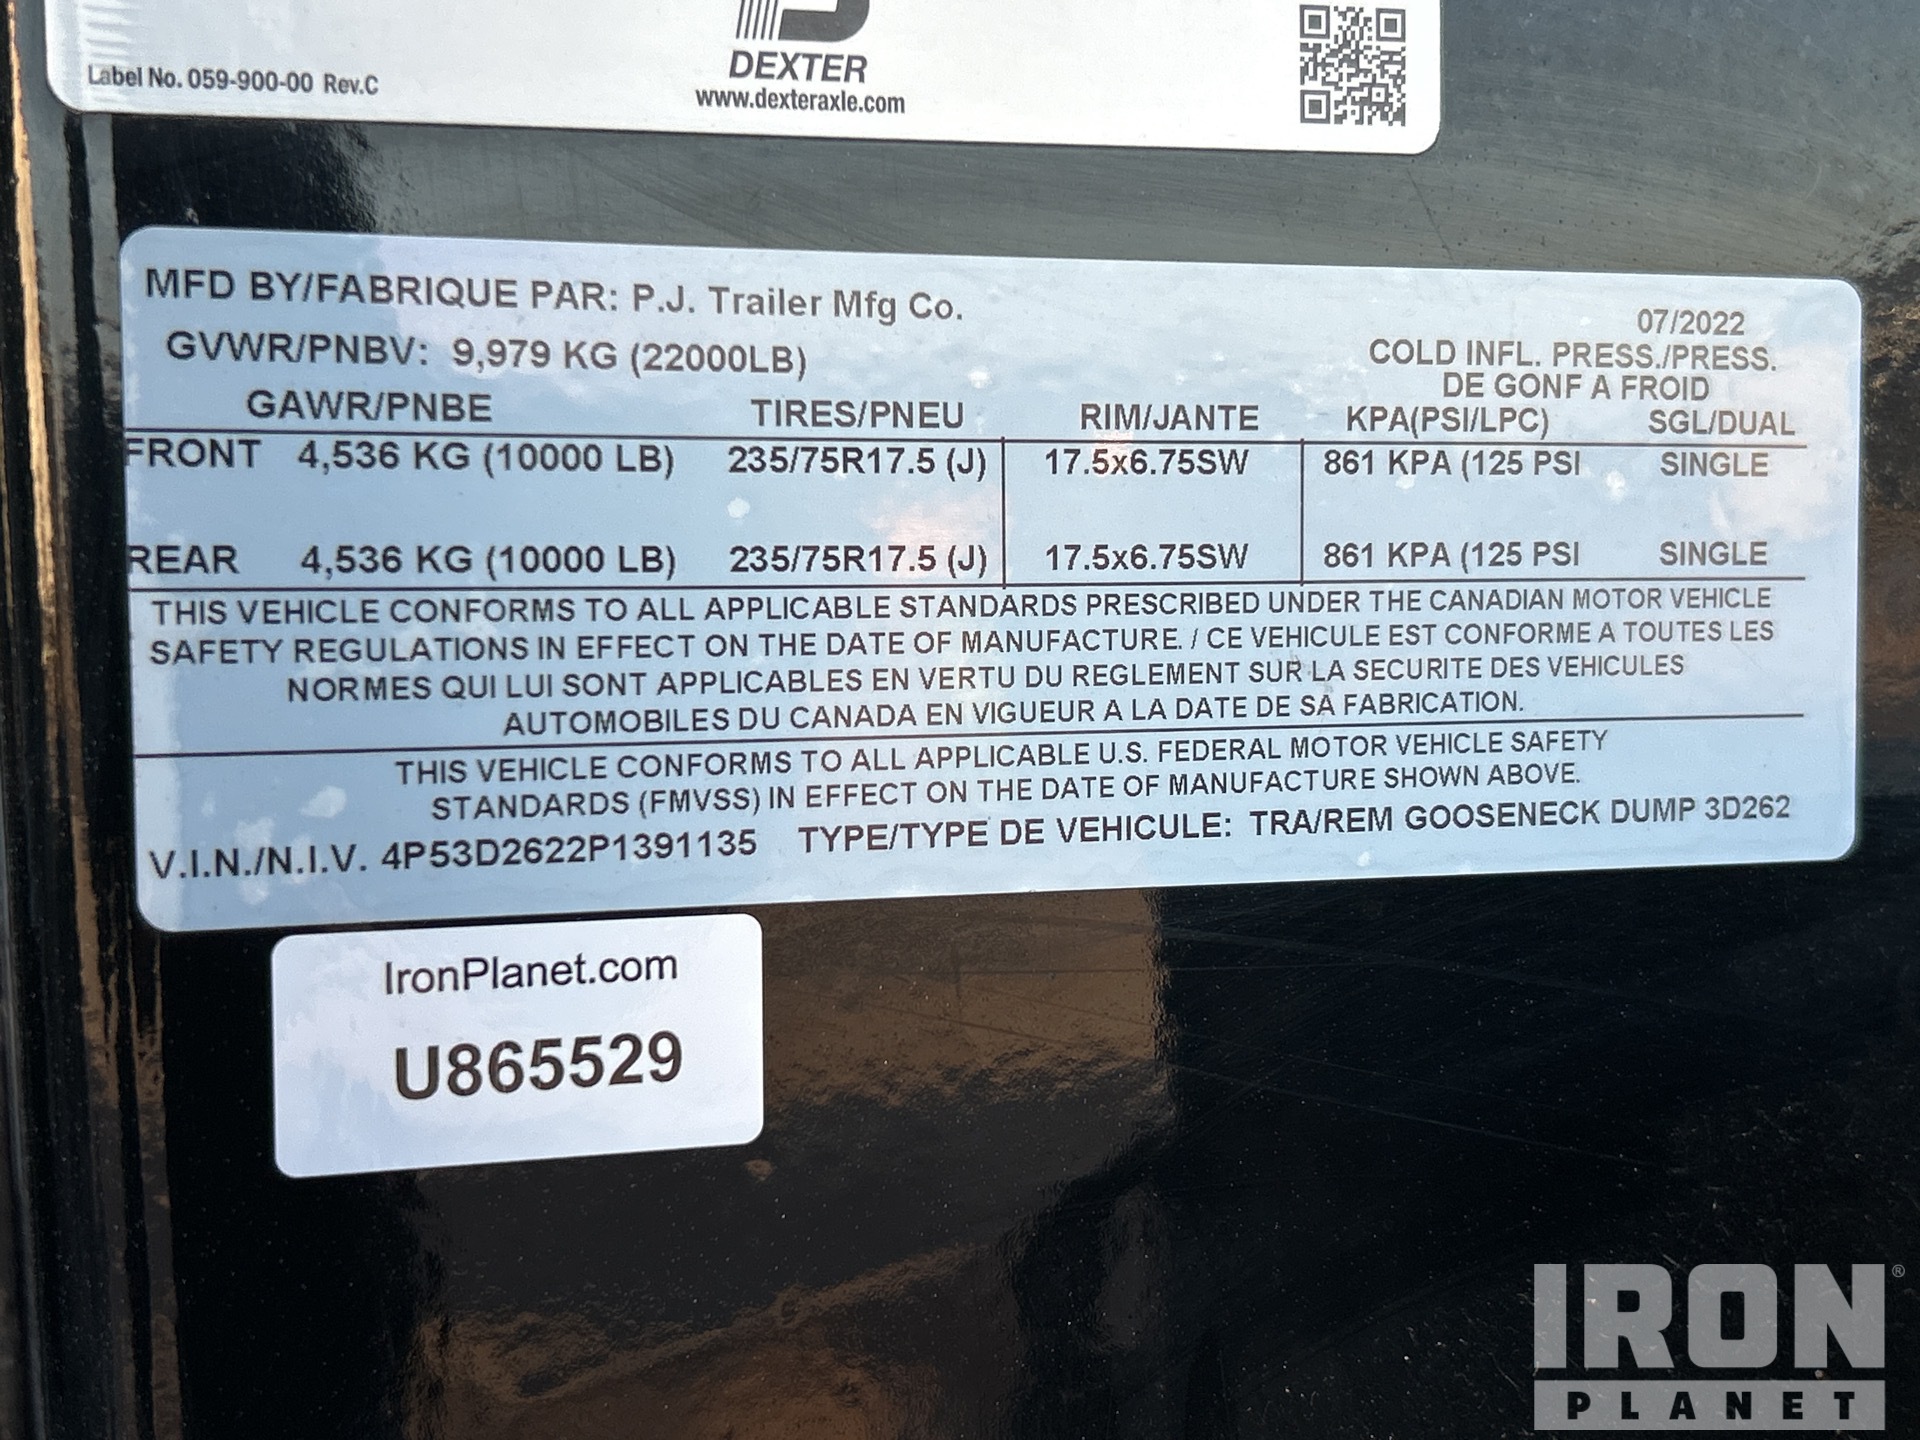 DEXTER
Label No. 059-900-00 Rev.C
www.dexteraxle.com
MFD BY/FABRIQUE PAR: P.J. Trailer Mfg Co.
07/2022
GVWR/PNBV: 9,979 KG (22000LB)
COLD INFL. PRESS./PRESS.
DE GONF A FROID
GAWR/PNBE TIRES/PNEU RIM/JANTE KPA(PSI/LPC) SGL/DUAL
FRONT 4,536 KG (10000 LB) 235/75R17.5 (J) 17.5x6.75SW 861 KPA (125 PSI SINGLE
REAR 4,536 KG (10000 LB) 235/75R17.5 (J) 17.5x6.75SW 861 KPA (125 PSI SINGLE
THIS VEHICLE CONFORMS TO ALL APPLICABLE STANDARDS PRESCRIBED UNDER THE CANADIAN MOTOR VEHICLE
SAFETY REGULATIONS IN EFFECT ON THE DATE OF MANUFACTURE. / CE VEHICULE EST CONFORME A TOUTES LES
NORMES QUI LUI SONT APPLICABLES EN VERTU DU REGLEMENT SUR LA SECURITE DES VEHICULES
AUTOMOBILES DU CANADA EN VIGUEUR A LA DATE DE SA FABRICATION.
THIS VEHICLE CONFORMS TO ALL APPLICABLE U.S. FEDERAL MOTOR VEHICLE SAFETY
STANDARDS (FMVSS) IN EFFECT ON THE DATE OF MANUFACTURE SHOWN ABOVE.
V.I.N./N.I.V. 4P53D2622P1391135 TYPE/TYPE DE VEHICULE: TRA/REM GOOSENECK DUMP 3D262
IronPlanet.com
U865529
IRON®
PLANET